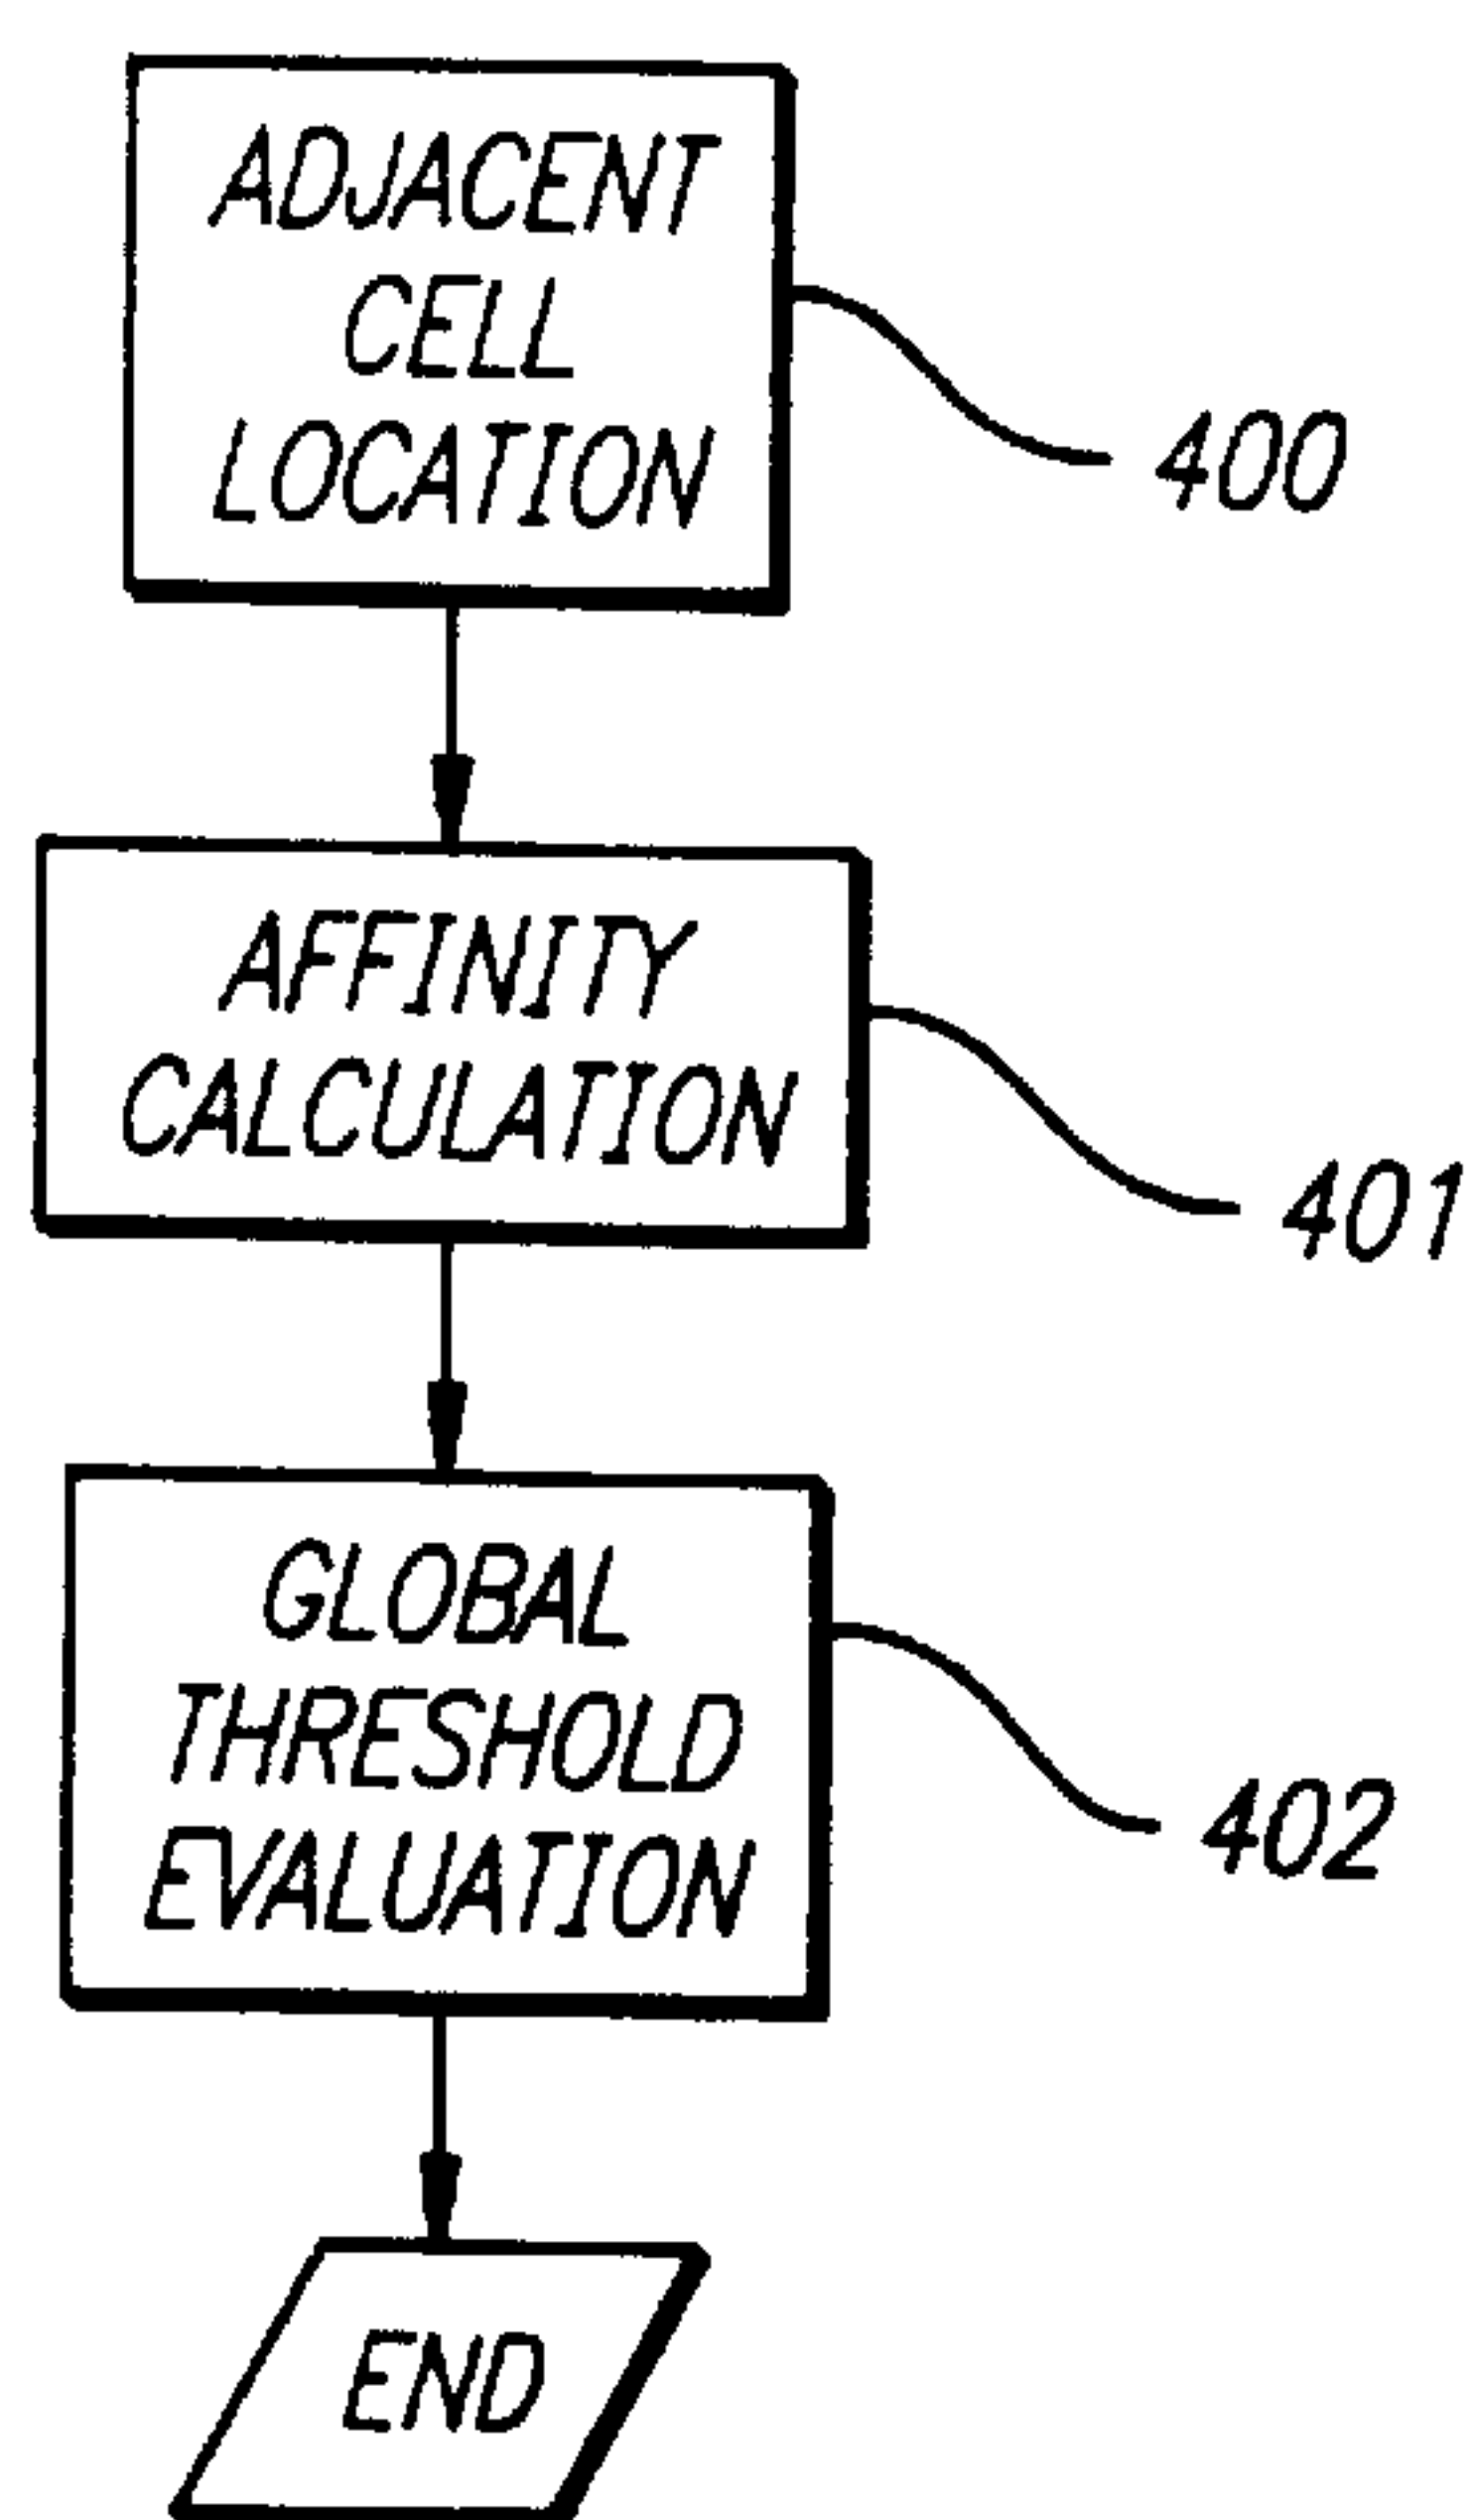 ADJACENT
CELL
LOCATION
400
AFFINITY
CALCULATION
401
GLOBAL
THRESHOLD
EVALUATION
402
END